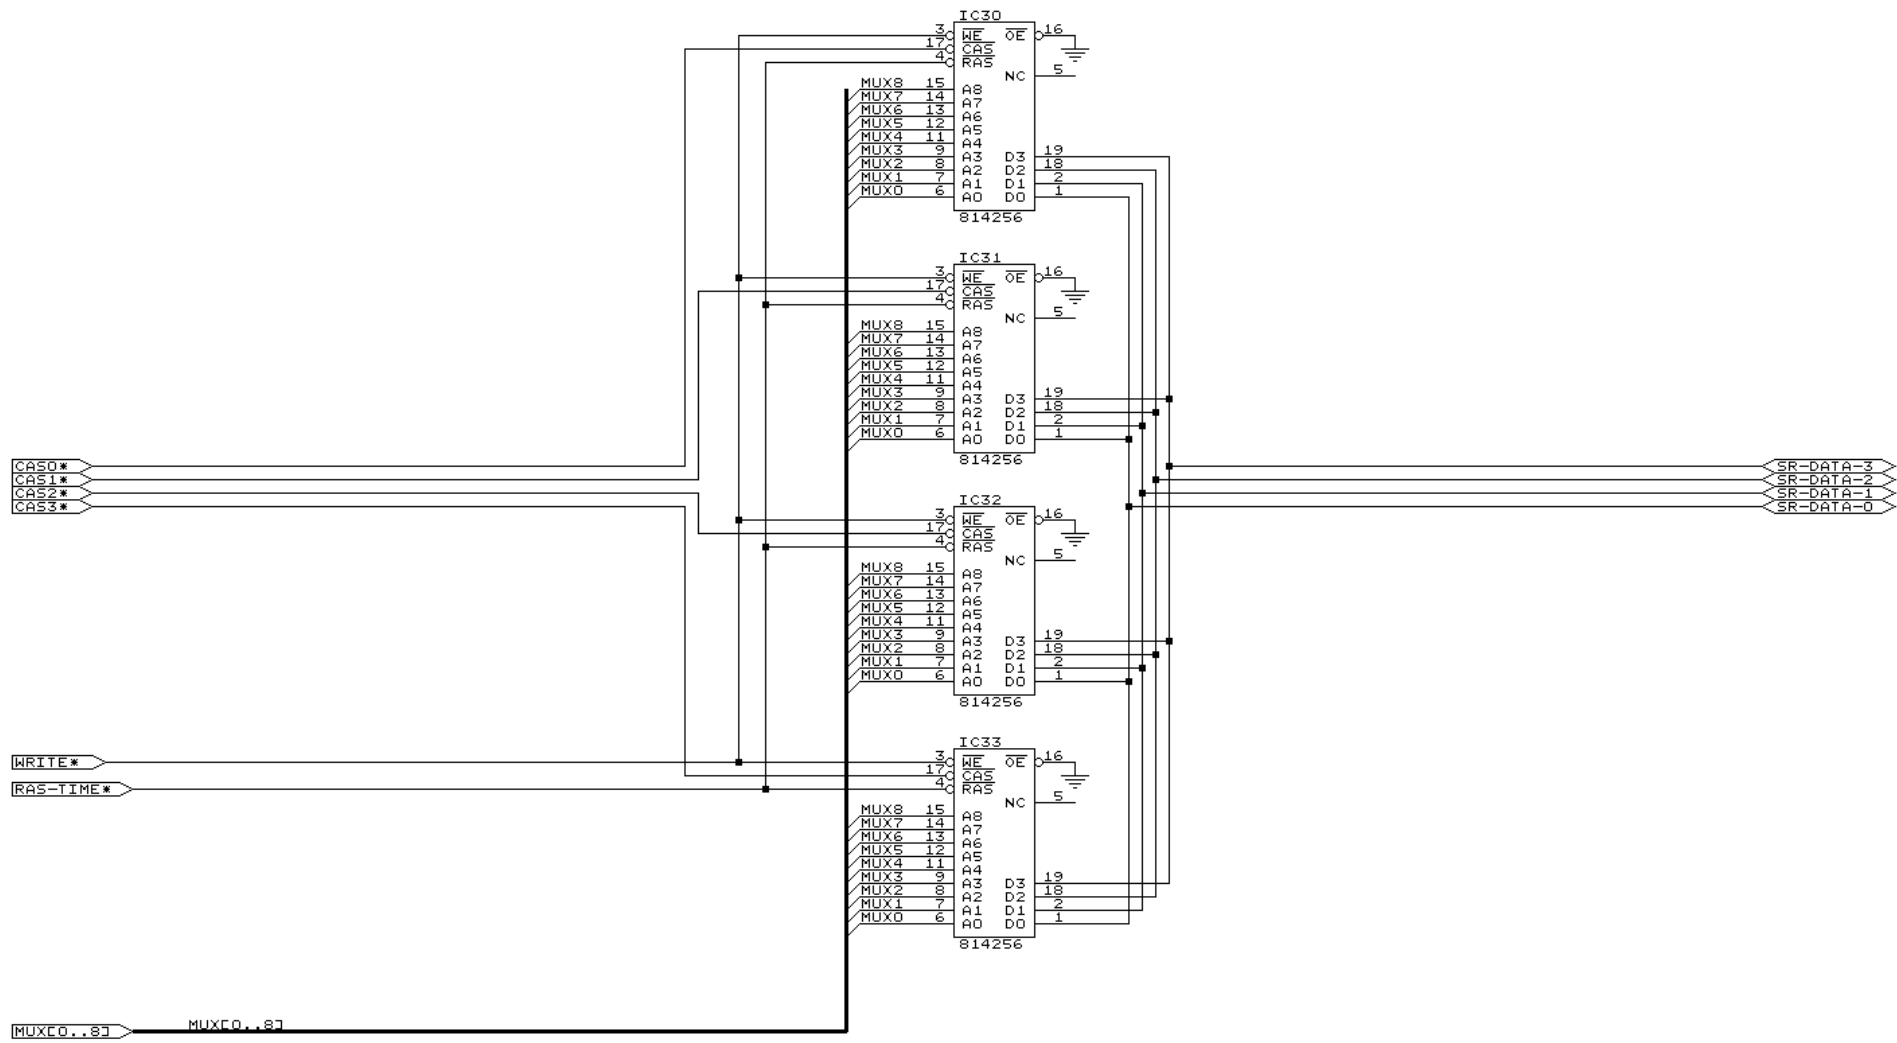 IC30
3 WE OE 16
17 CAS
4 RAS
NC 5
MUX8 15 A8
MUX7 14 A7
MUX6 13 A6
MUX5 12 A5
MUX4 11 A4
MUX3 9 A3 D3 19
MUX2 8 A2 D2 18
MUX1 7 A1 D1 2
MUX0 6 A0 D0 1
814256
IC31
3 WE OE 16
17 CAS
4 RAS
NC 5
MUX8 15 A8
MUX7 14 A7
MUX6 13 A6
MUX5 12 A5
MUX4 11 A4
MUX3 9 A3 D3 19
MUX2 8 A2 D2 18
MUX1 7 A1 D1 2
MUX0 6 A0 D0 1
814256
CAS0* SR-DATA-3
CAS1* SR-DATA-2
CAS2* SR-DATA-1
CAS3* SR-DATA-0
IC32
3 WE OE 16
17 CAS
4 RAS
NC 5
MUX8 15 A8
MUX7 14 A7
MUX6 13 A6
MUX5 12 A5
MUX4 11 A4
MUX3 9 A3 D3 19
MUX2 8 A2 D2 18
MUX1 7 A1 D1 2
MUX0 6 A0 D0 1
814256
IC33
WRITE* 3 WE OE 16
17 CAS
RAS-TIME* 4 RAS
NC 5
MUX8 15 A8
MUX7 14 A7
MUX6 13 A6
MUX5 12 A5
MUX4 11 A4
MUX3 9 A3 D3 19
MUX2 8 A2 D2 18
MUX1 7 A1 D1 2
MUX0 6 A0 D0 1
814256
MUX[0..8] MUX[0..8]